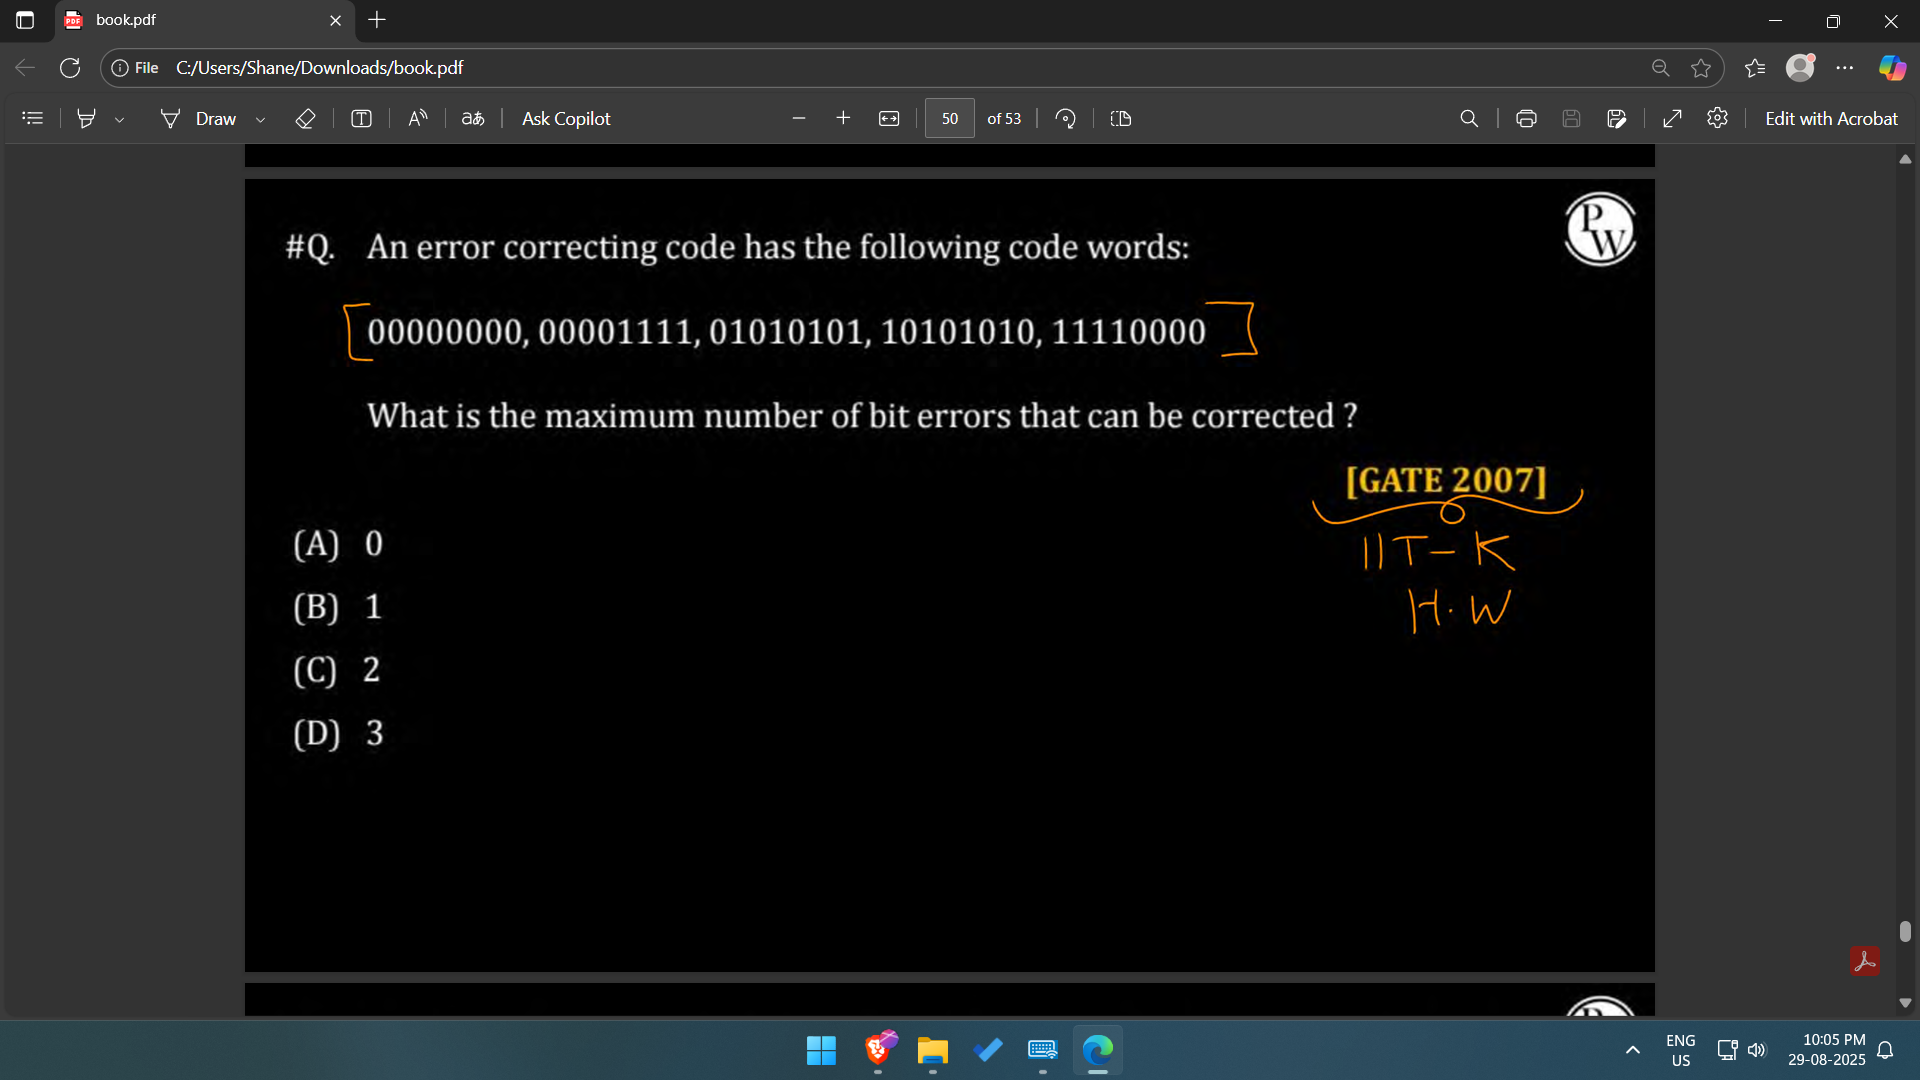 book.pdf
File C:/Users/Shane/Downloads/book.pdf
Draw
aあ
Ask Copilot
50 of 53
Edit with Acrobat
PW
#Q. An error correcting code has the following code words:
00000000, 00001111, 01010101, 10101010, 11110000
What is the maximum number of bit errors that can be corrected ?
[GATE 2007]
IIT - K
H.W
(A) 0
(B) 1
(C) 2
(D) 3
ENG
US
10:05 PM
29-08-2025